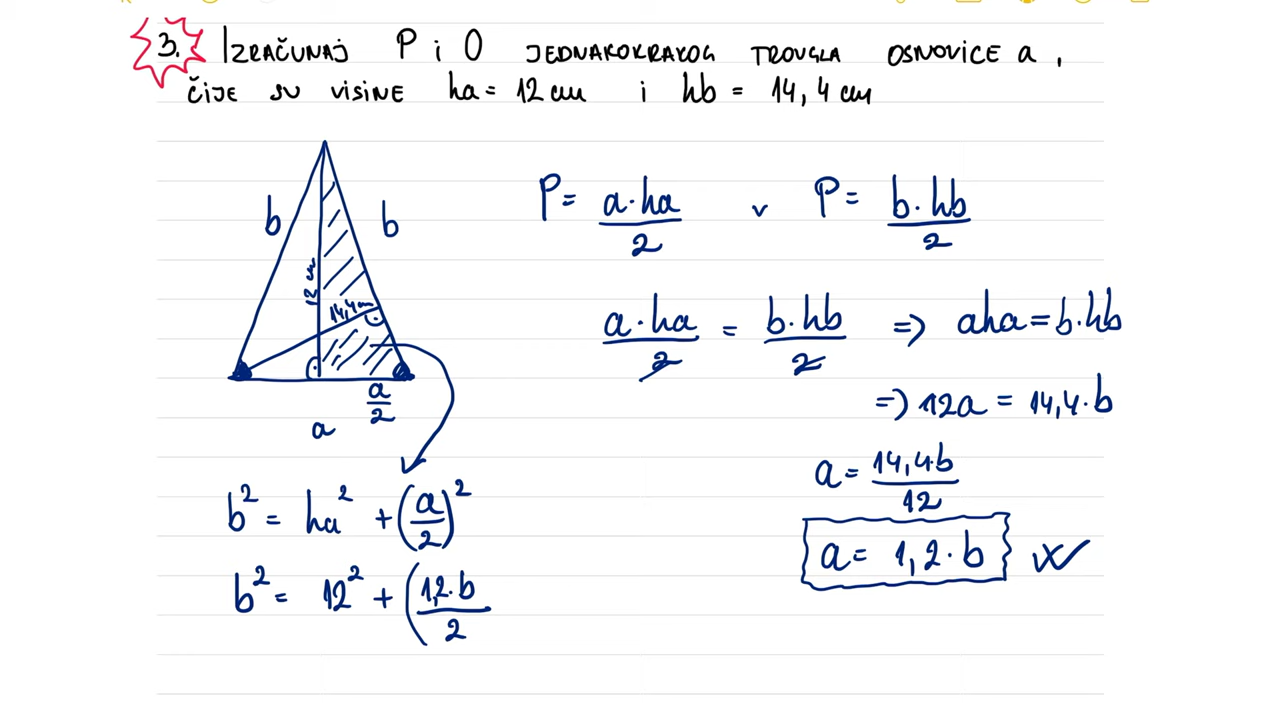 3. IZRAČUNAJ P i O JEDNAKOKRAKOG TROUGLA OSNOVICE a,
ČIJE SU VISINE ha = 12 cm i hb = 14,4 cm
b
b
12 cm
14,4 cm
a/2
a
P = a·ha/2 v P = b·hb/2
a·ha/2 = b·hb/2 => aha = b·hb
=> 12a = 14,4·b
a = 14,4·b/12
a = 1,2·b
b² = ha² + (a/2)²
b² = 12² + (1,2·b/2